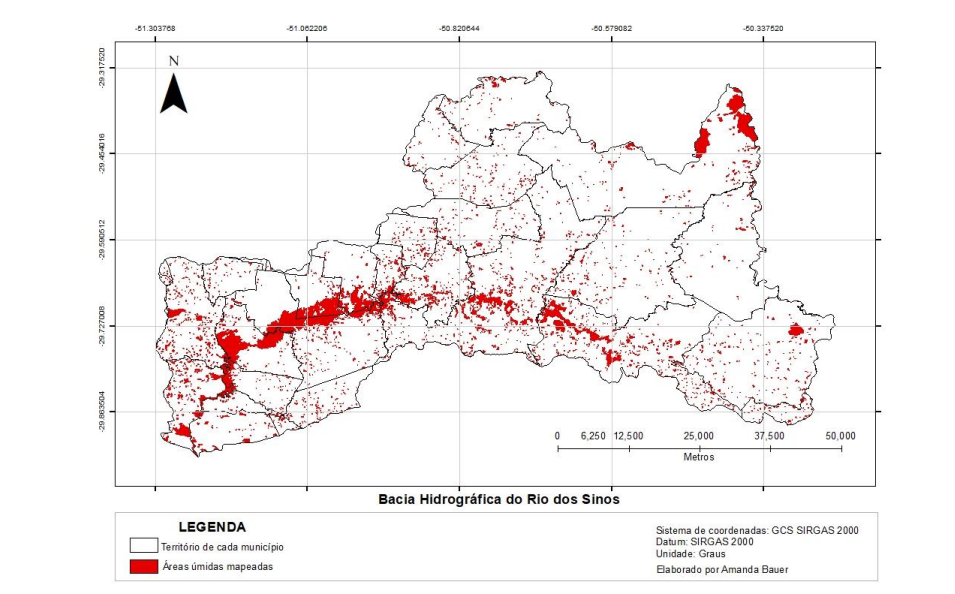 -51.303768 -51.062206 -50.820644 -50.579082 -50.337520
-29.317520
N
-29.454016
-29.590512
-29.727008
-29.863504
0 6,250 12,500 25,000 37,500 50,000
Metros
Bacia Hidrográfica do Rio dos Sinos
LEGENDA
Território de cada município
Áreas úmidas mapeadas
Sistema de coordenadas: GCS SIRGAS 2000
Datum: SIRGAS 2000
Unidade: Graus
Elaborado por Amanda Bauer